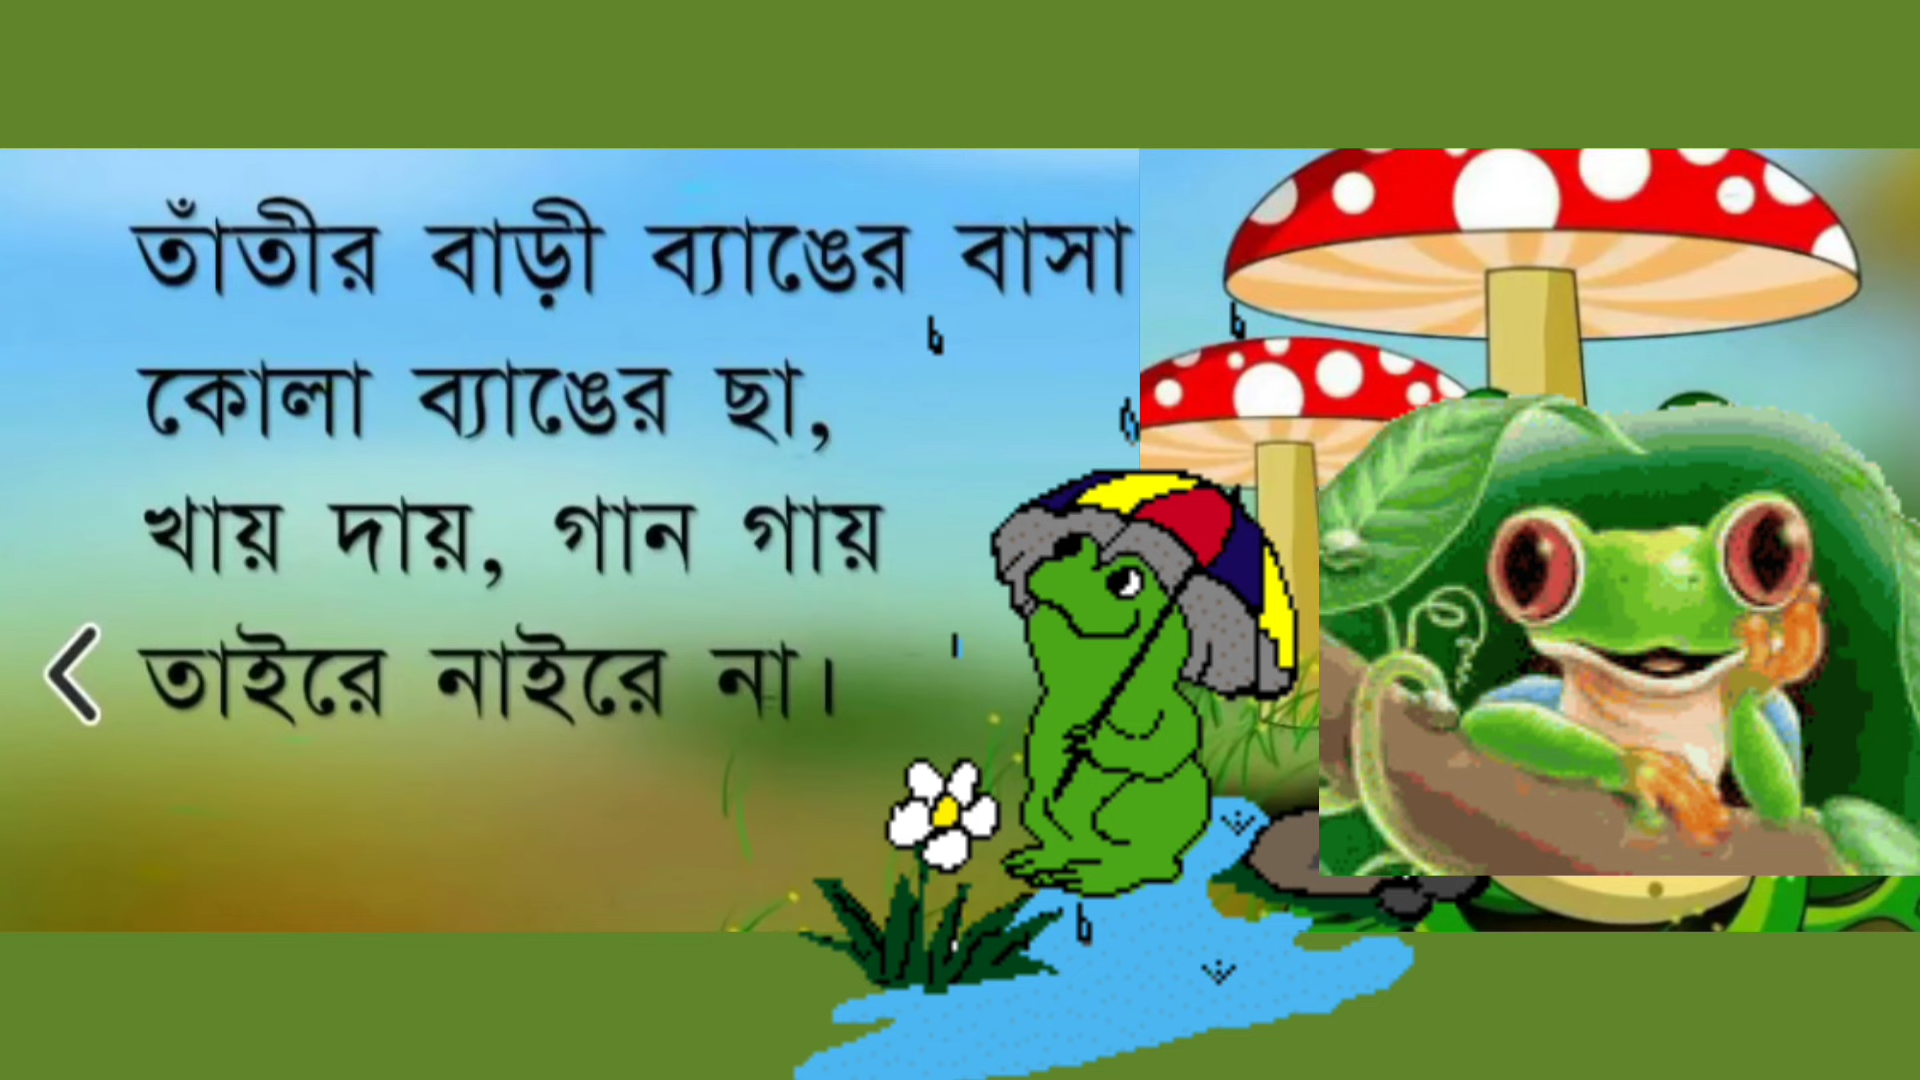 তাঁতীর বাড়ী ব্যাঙের বাসা
কোলা ব্যাঙের ছা,
খায় দায়, গান গায়
তাইরে নাইরে না।